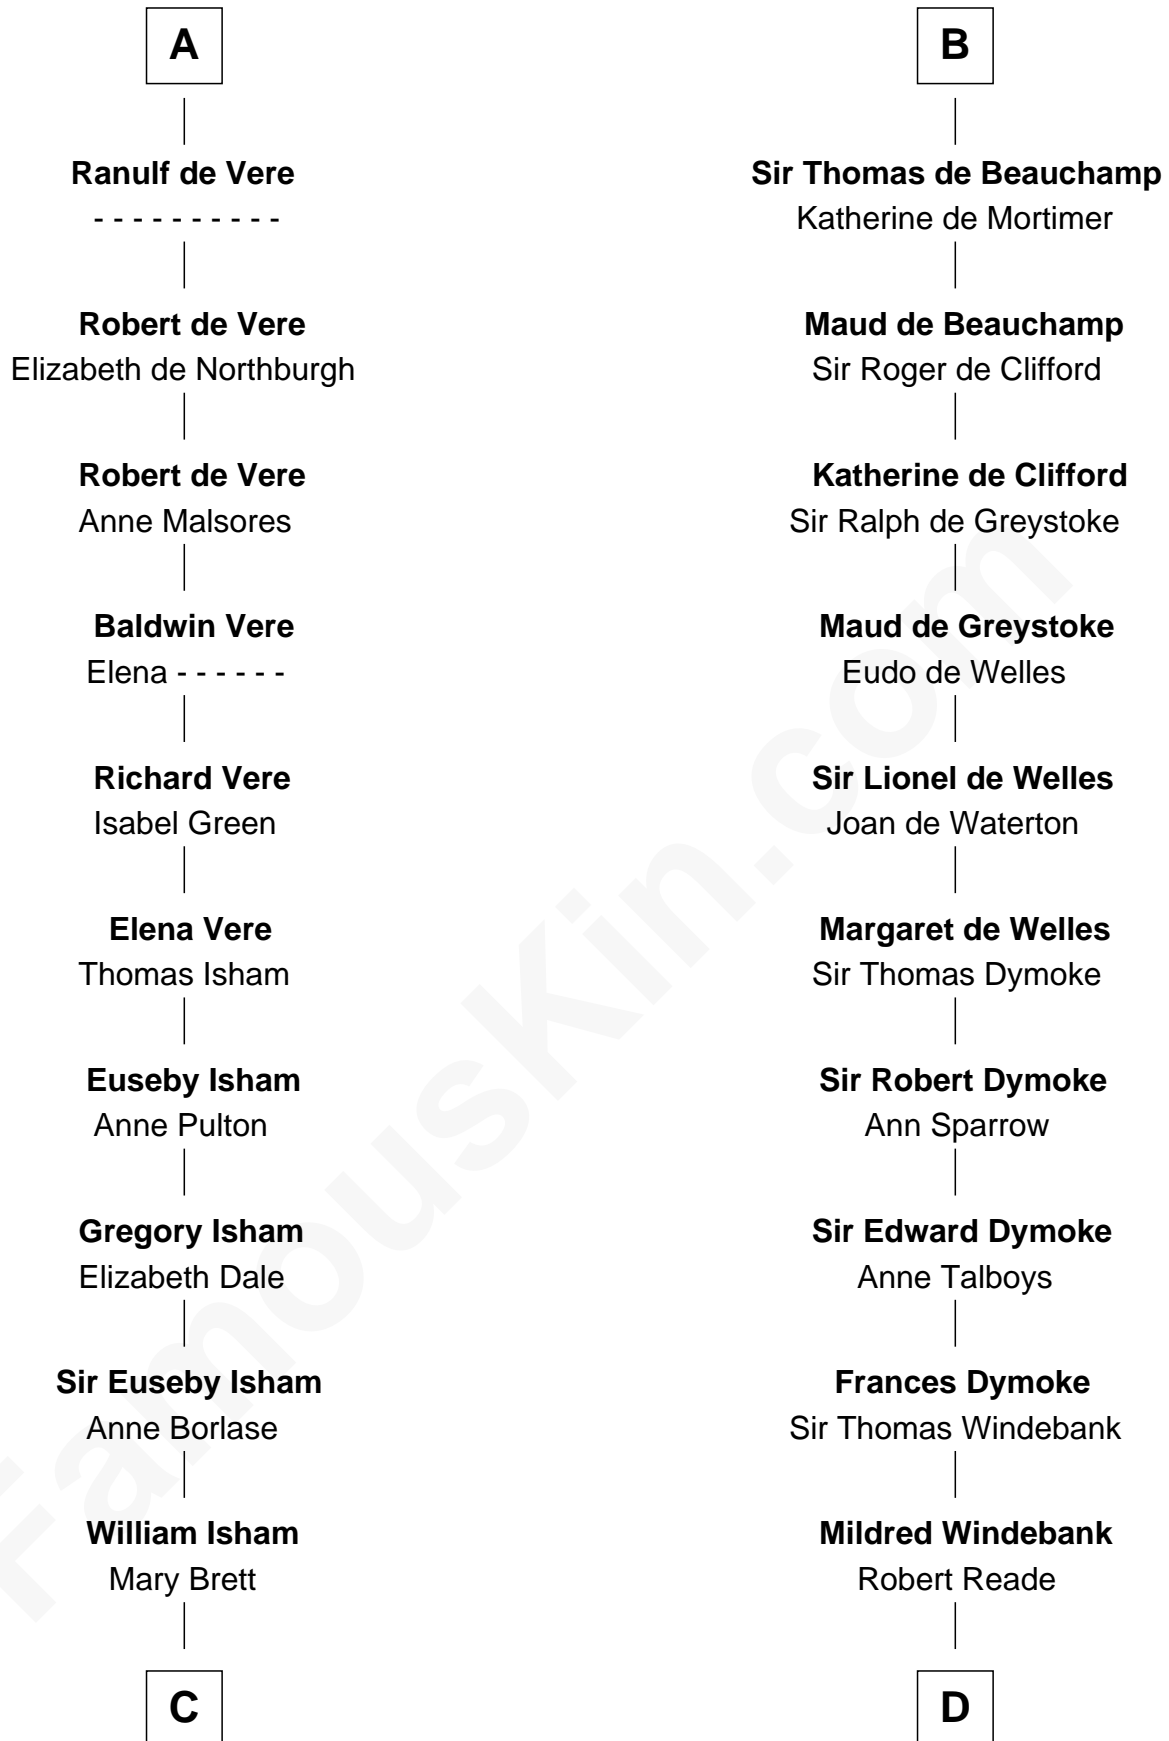 A
Ranulf de Vere
- - - - - - - - - -
Robert de Vere
Elizabeth de Northburgh
Robert de Vere
Anne Malsores
Baldwin Vere
Elena - - - - - -
Richard Vere
Isabel Green
Elena Vere
Thomas Isham
Euseby Isham
Anne Pulton
Gregory Isham
Elizabeth Dale
Sir Euseby Isham
Anne Borlase
William Isham
Mary Brett
C
B
Sir Thomas de Beauchamp
Katherine de Mortimer
Maud de Beauchamp
Sir Roger de Clifford
Katherine de Clifford
Sir Ralph de Greystoke
Maud de Greystoke
Eudo de Welles
Sir Lionel de Welles
Joan de Waterton
Margaret de Welles
Sir Thomas Dymoke
Sir Robert Dymoke
Ann Sparrow
Sir Edward Dymoke
Anne Talboys
Frances Dymoke
Sir Thomas Windebank
Mildred Windebank
Robert Reade
D
FamousKin.com